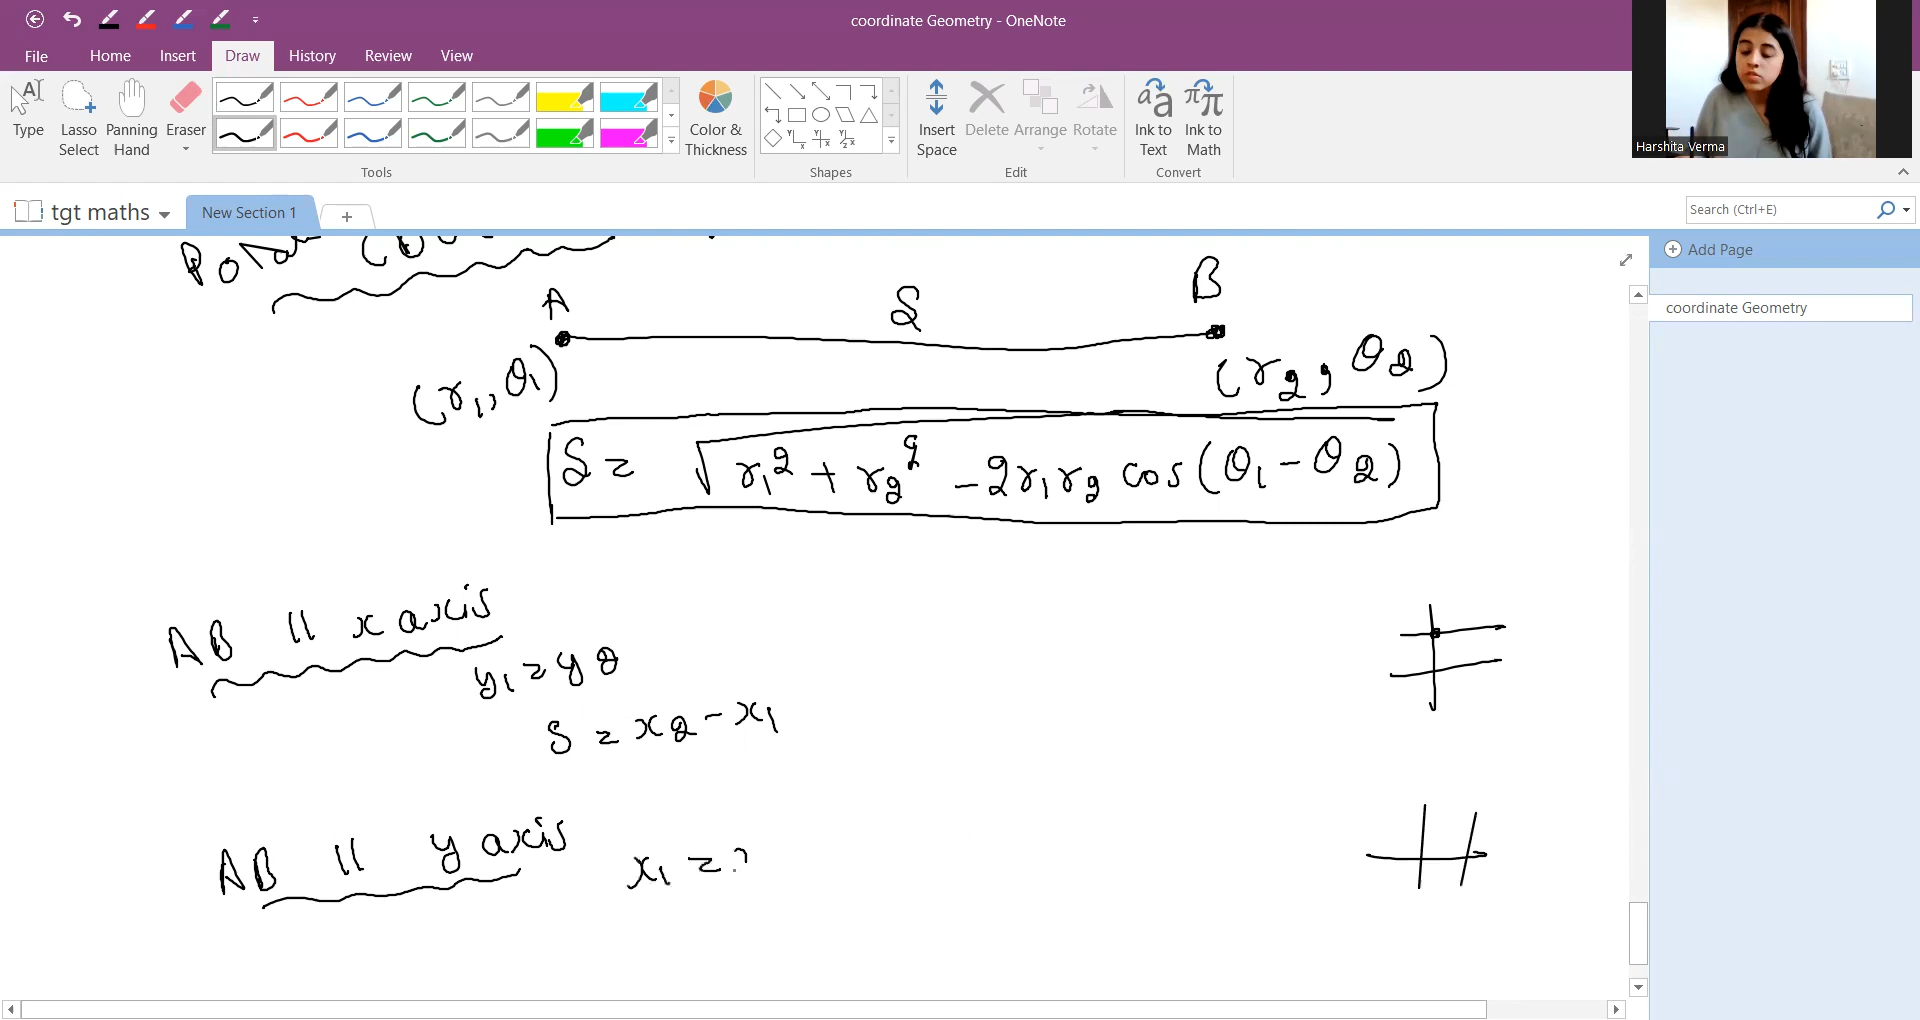 coordinate Geometry - OneNote
File Home Insert Draw History Review View
Type
Lasso Select
Panning Hand
Eraser
Color & Thickness
Insert Space
Delete
Arrange
Rotate
Ink to Text
Ink to Math
Tools
Shapes
Edit
Convert
Harshita Verma
tgt maths
New Section 1
Search (Ctrl+E)
Add Page
coordinate Geometry
A S B
(r₁, θ₁) (r₂, θ₂)
S = √r₁² + r₂² - 2r₁r₂ cos(θ₁ - θ₂)
AB || x axis
y₁ = y₂
S = x₂ - x₁
AB || y axis x₁ =